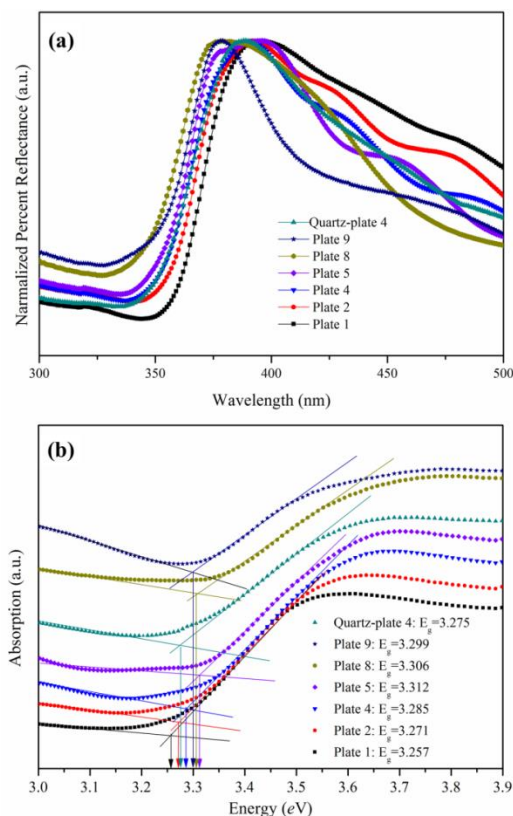 (a)
Narmalized Percent Reflectance (a.u.)
Quartz-plate 4
Plate 9
Plate 8
Plate 5
Plate 4
Plate 2
Plate 1
300 350 400 450 500
Wavelength (nm)
(b)
Absorption (a.u.)
Quartz-plate 4: Eg=3.275
Plate 9: Eg=3.299
Plate 8: Eg=3.306
Plate 5: Eg=3.312
Plate 4: Eg=3.285
Plate 2: Eg=3.271
Plate 1: Eg=3.257
3.0 3.1 3.2 3.3 3.4 3.5 3.6 3.7 3.8 3.9
Energy (eV)